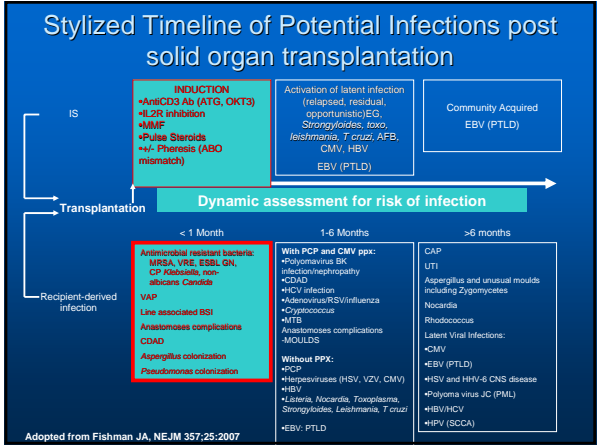 Stylized Timeline of Potential Infections post
solid organ transplantation
IS
INDUCTION
•AntiCD3 Ab (ATG, OKT3)
•IL2R inhibition
•MMF
•Pulse Steroids
•+/- Pheresis (ABO
mismatch)
Activation of latent infection
(relapsed, residual,
opportunistic)EG,
Strongyloides, toxo,
leishmania, T cruzi, AFB,
CMV, HBV
EBV (PTLD)
Community Acquired
EBV (PTLD)
Transplantation
Dynamic assessment for risk of infection
Recipient-derived
infection
< 1 Month
Antimicrobial resistant bacteria:
MRSA, VRE, ESBL GN,
CP Klebsiella, non-
albicans Candida
VAP
Line associated BSI
Anastomoses complications
CDAD
Aspergillus colonization
Pseudomonas colonization
1-6 Months
With PCP and CMV ppx:
•Polyomavirus BK
infection/nephropathy
•CDAD
•HCV infection
•Adenovirus/RSV/influenza
•Cryptococcus
•MTB
Anastomoses complications
-MOULDS
Without PPX:
•PCP
•Herpesviruses (HSV, VZV, CMV)
•HBV
•Listeria, Nocardia, Toxoplasma,
Strongyloides, Leishmania, T cruzi
•EBV: PTLD
>6 months
CAP
UTI
Aspergillus and unusual moulds
including Zygomycetes
Nocardia
Rhodococcus
Latent Viral Infections:
•CMV
•EBV (PTLD)
•HSV and HHV-6 CNS disease
•Polyoma virus JC (PML)
•HBV/HCV
•HPV (SCCA)
Adopted from Fishman JA, NEJM 357;25:2007